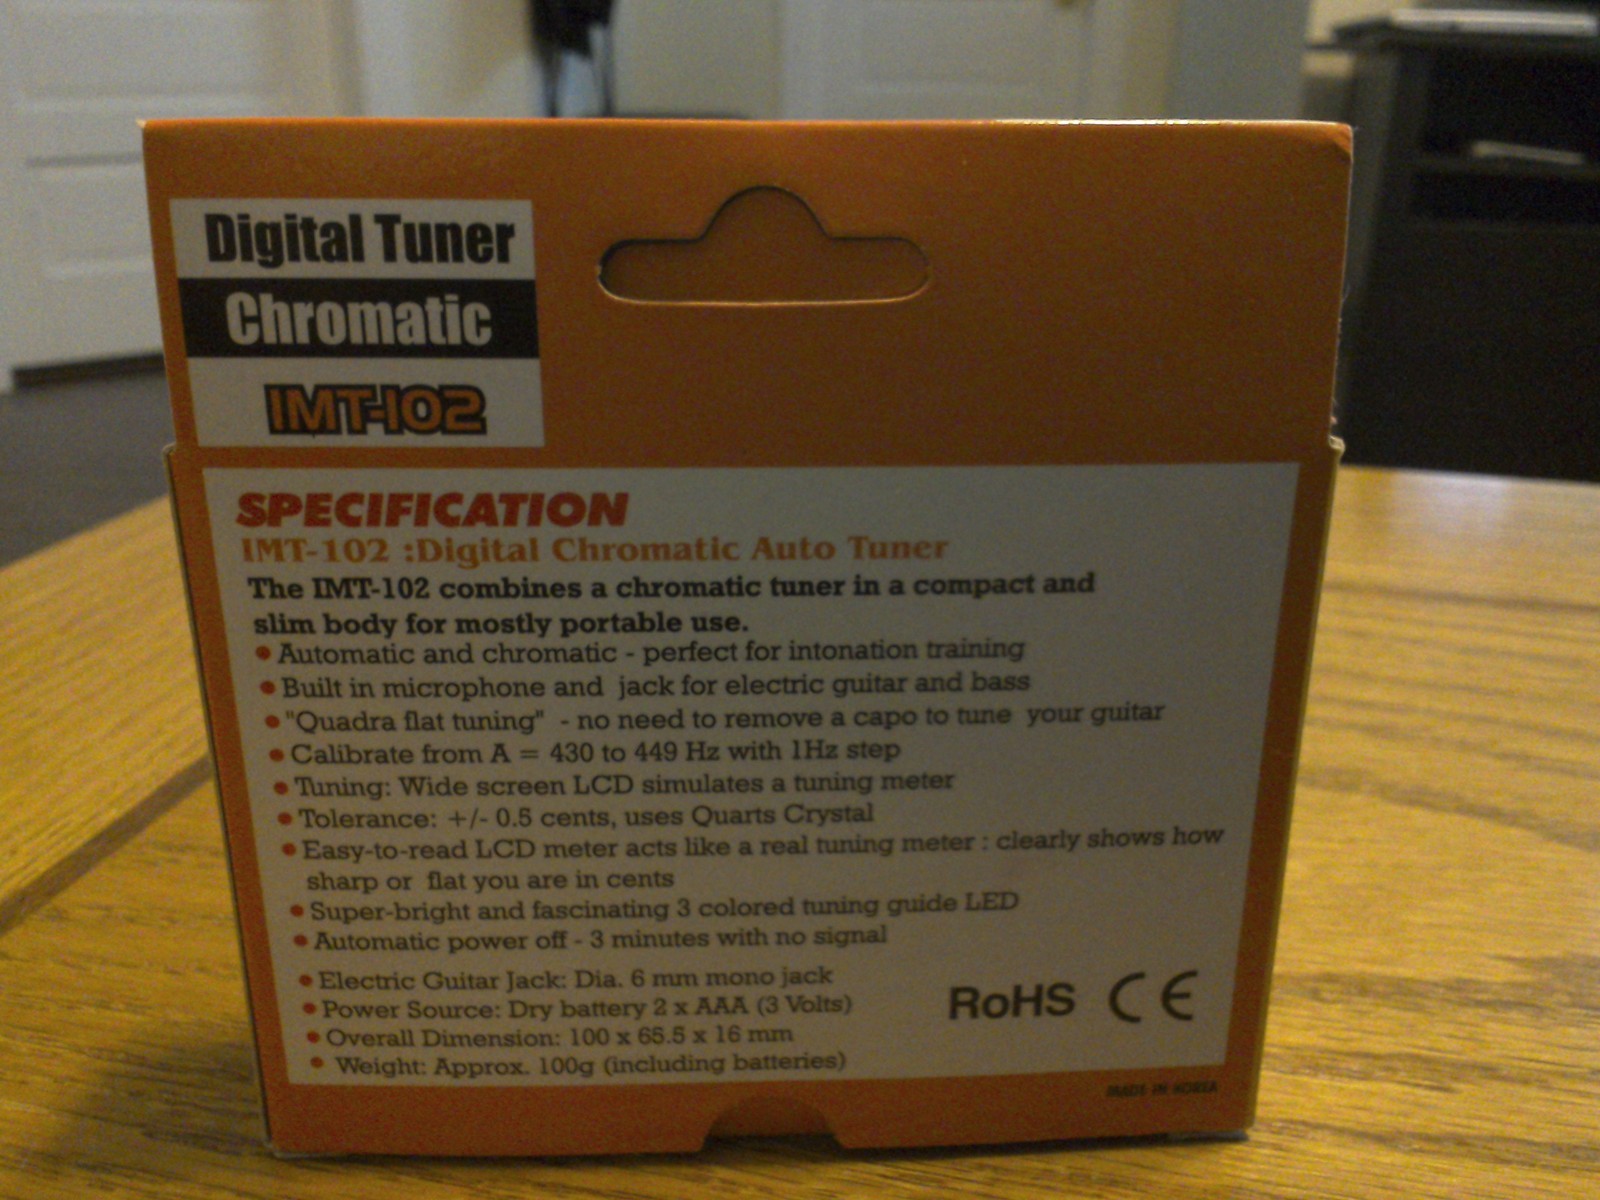 Digital Tuner
Chromatic
IMT-102
SPECIFICATION
IMT-102 :Digital Chromatic Auto Tuner
The IMT-102 combines a chromatic tuner in a compact and
slim body for mostly portable use.
• Automatic and chromatic - perfect for intonation training
• Built in microphone and jack for electric guitar and bass
• "Quadra flat tuning" - no need to remove a capo to tune your guitar
• Calibrate from A = 430 to 449 Hz with 1Hz step
• Tuning: Wide screen LCD simulates a tuning meter
• Tolerance: +/- 0.5 cents, uses Quarts Crystal
• Easy-to-read LCD meter acts like a real tuning meter : clearly shows how
sharp or flat you are in cents
• Super-bright and fascinating 3 colored tuning guide LED
• Automatic power off - 3 minutes with no signal
• Electric Guitar Jack: Dia. 6 mm mono jack
• Power Source: Dry battery 2 x AAA (3 Volts)
• Overall Dimension: 100 x 65.5 x 16 mm
• Weight: Approx. 100g (including batteries)
RoHS CE
MADE IN KOREA